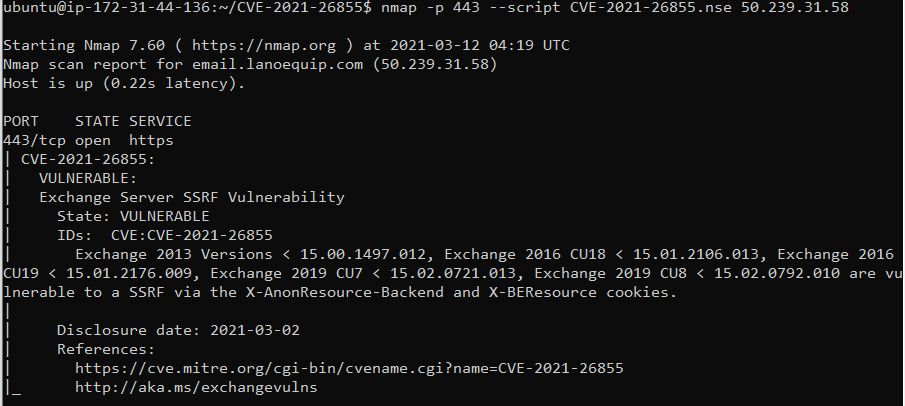 ubuntu@ip-172-31-44-136:~/CVE-2021-26855$ nmap -p 443 --script CVE-2021-26855.nse 50.239.31.58
Starting Nmap 7.60 ( https://nmap.org ) at 2021-03-12 04:19 UTC
Nmap scan report for email.lanoequip.com (50.239.31.58)
Host is up (0.22s latency).
PORT    STATE SERVICE
443/tcp open  https
| CVE-2021-26855:
|   VULNERABLE:
|   Exchange Server SSRF Vulnerability
|     State: VULNERABLE
|     IDs:  CVE:CVE-2021-26855
|       Exchange 2013 Versions < 15.00.1497.012, Exchange 2016 CU18 < 15.01.2106.013, Exchange 2016
CU19 < 15.01.2176.009, Exchange 2019 CU7 < 15.02.0721.013, Exchange 2019 CU8 < 15.02.0792.010 are vu
lnerable to a SSRF via the X-AnonResource-Backend and X-BEResource cookies.
|
|     Disclosure date: 2021-03-02
|     References:
|       https://cve.mitre.org/cgi-bin/cvename.cgi?name=CVE-2021-26855
|_      http://aka.ms/exchangevulns